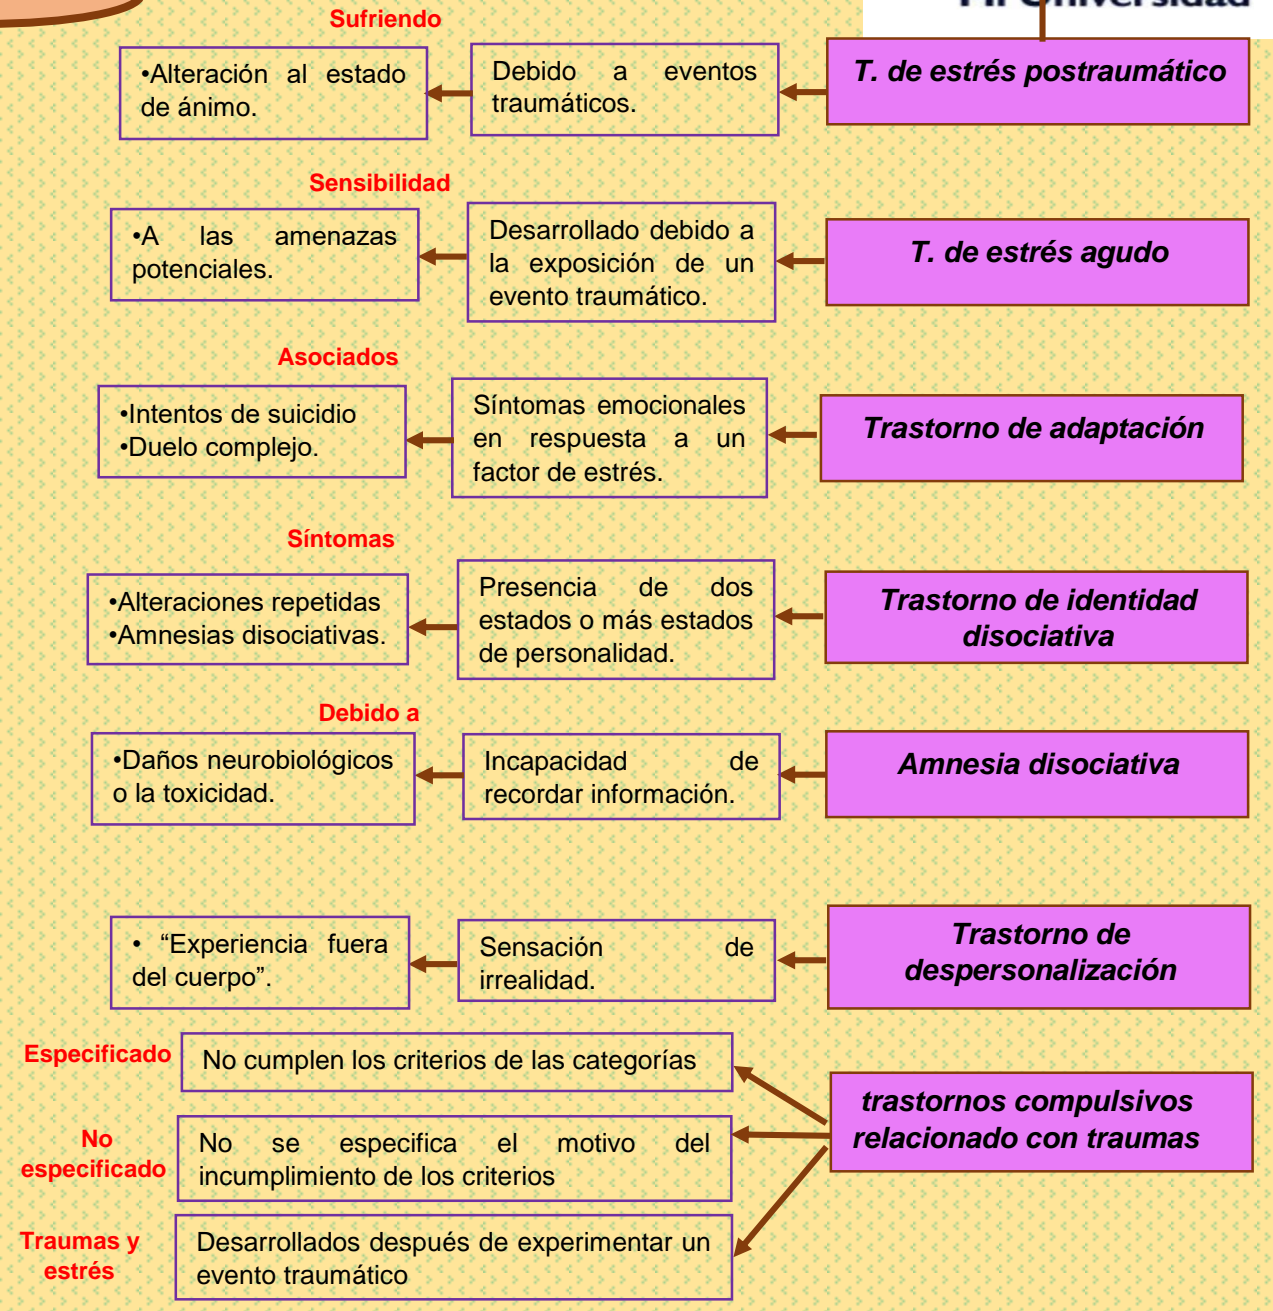 Mi Universidad
Sufriendo
•Alteración al estado
de ánimo.
Debido a eventos
traumáticos.
T. de estrés postraumático
Sensibilidad
•A las amenazas
potenciales.
Desarrollado debido a
la exposición de un
evento traumático.
T. de estrés agudo
Asociados
•Intentos de suicidio
•Duelo complejo.
Síntomas emocionales
en respuesta a un
factor de estrés.
Trastorno de adaptación
Síntomas
•Alteraciones repetidas
•Amnesias disociativas.
Presencia de dos
estados o más estados
de personalidad.
Trastorno de identidad
disociativa
Debido a
•Daños neurobiológicos
o la toxicidad.
Incapacidad de
recordar información.
Amnesia disociativa
• “Experiencia fuera
del cuerpo”.
Sensación de
irrealidad.
Trastorno de
despersonalización
Especificado
No cumplen los criterios de las categorías
trastornos compulsivos
relacionado con traumas
No
especificado
No se especifica el motivo del
incumplimiento de los criterios
Traumas y
estrés
Desarrollados después de experimentar un
evento traumático